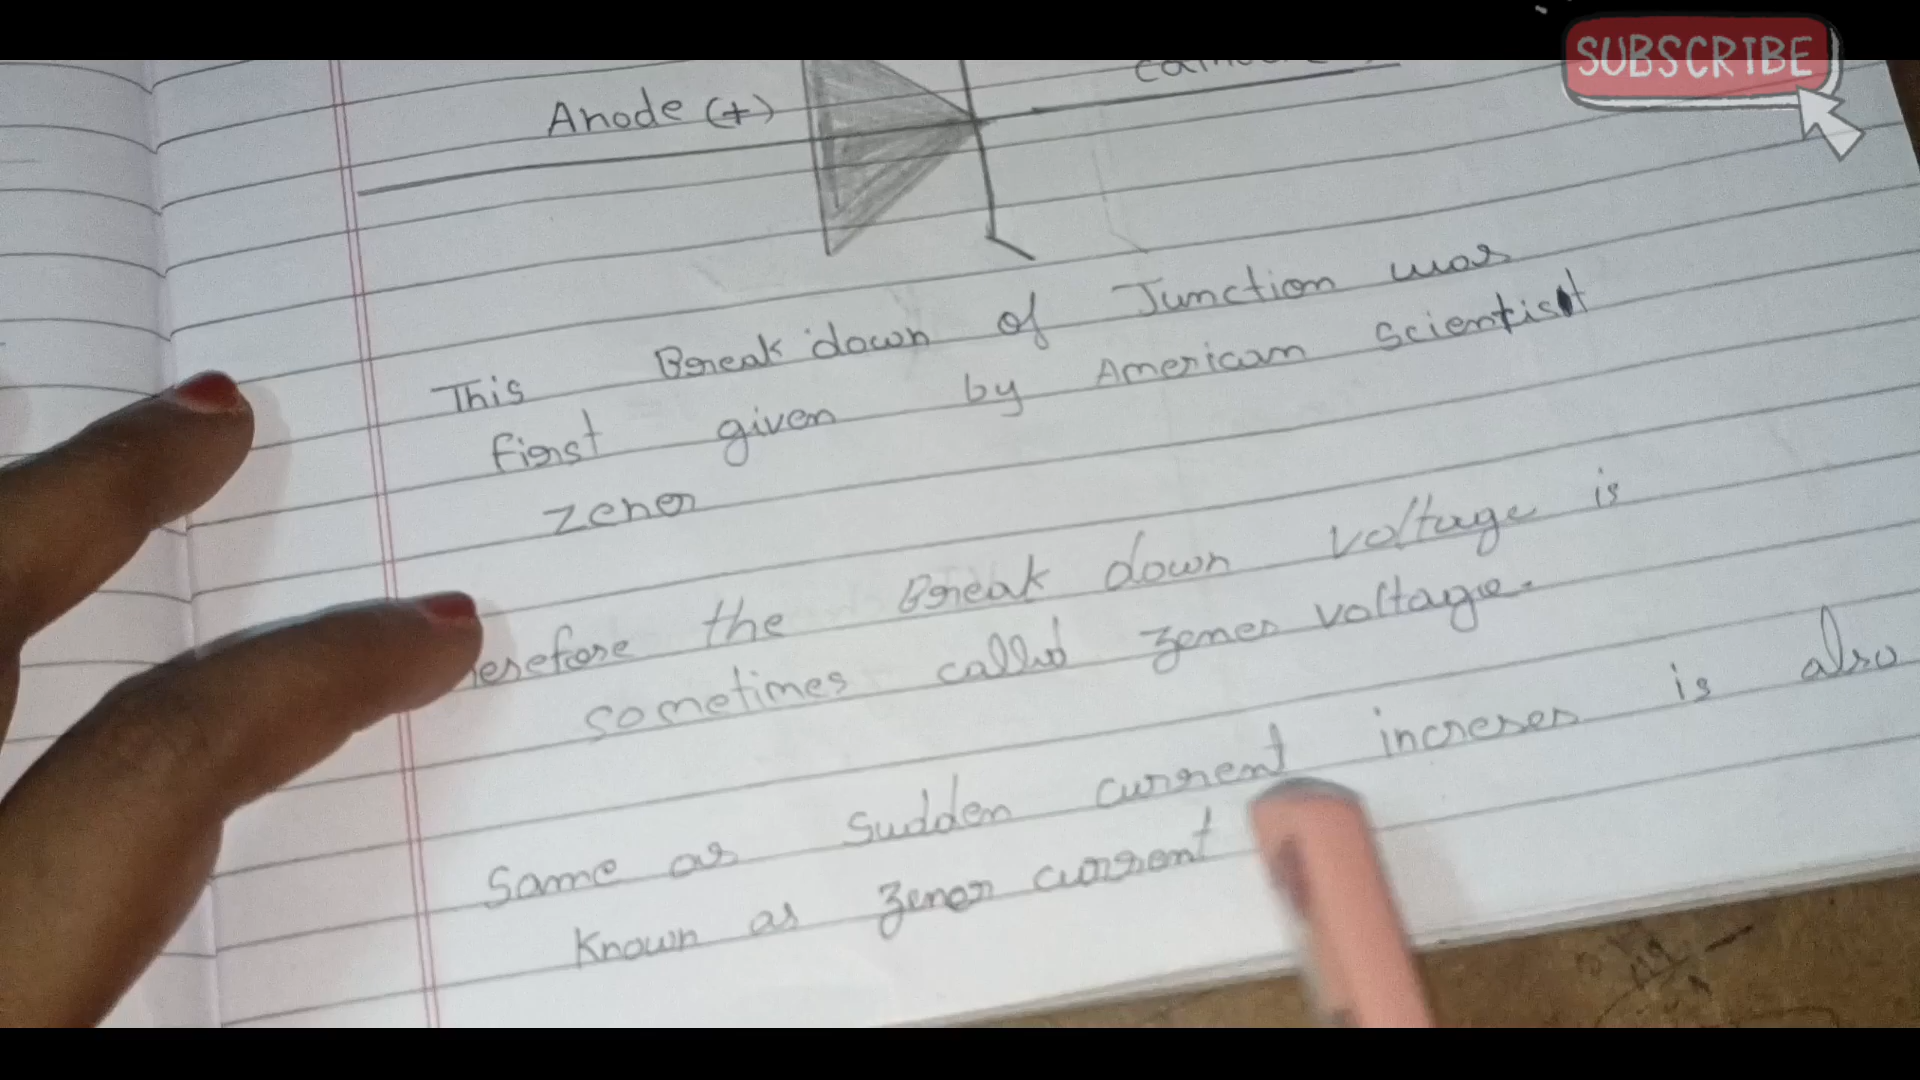 SUBSCRIBE
Anode (+)
This Break down of Junction was
first given by American Scientist
Zener
erefore the Break down voltage is
sometimes called zener voltage.
Same as Sudden current increses is also
Known as zener current